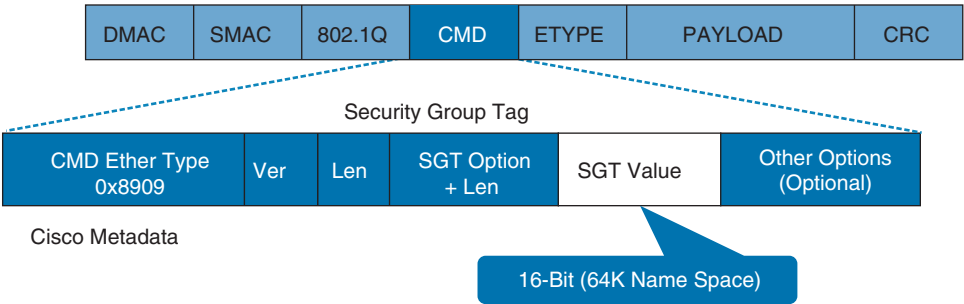 DMAC SMAC 802.1Q CMD ETYPE PAYLOAD CRC
Security Group Tag
CMD Ether Type
0x8909
Ver
Len
SGT Option
+ Len
SGT Value
Other Options
(Optional)
Cisco Metadata
16-Bit (64K Name Space)